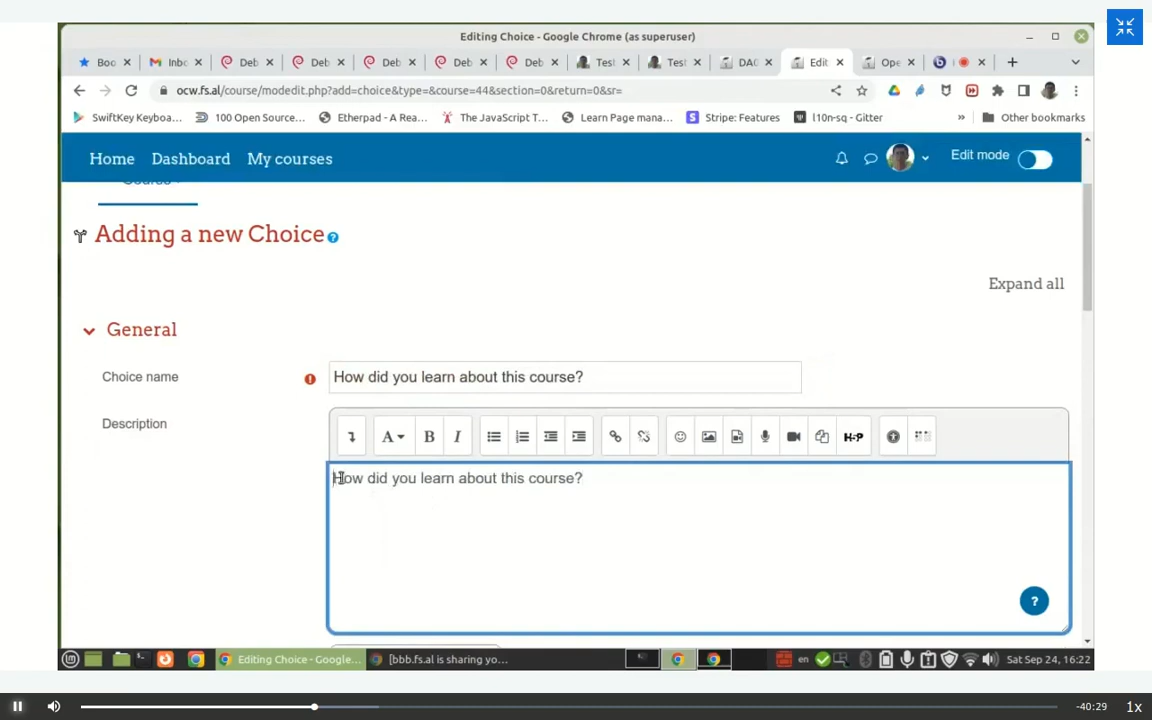 Editing Choice - Google Chrome (as superuser)
Boo
Inbo
Deb
Deb
Deb
Deb
Deb
Test
Test
DAC
Edit
Ope
ocw.fs.al/course/modedit.php?add=choice&type=&course=44&section=0&return=0&sr=
SwiftKey Keyboa...
100 Open Source...
Etherpad - A Rea...
The JavaScript T...
Learn Page mana...
Stripe: Features
l10n-sq - Gitter
»
Other bookmarks
Home
Dashboard
My courses
Edit mode
Course
Adding a new Choice
Expand all
General
Choice name
How did you learn about this course?
Description
A
B
I
H-P
How did you learn about this course?
?
Editing Choice - Google...
[bbb.fs.al is sharing yo...
en
Sat Sep 24, 16:22
-40:29
1x